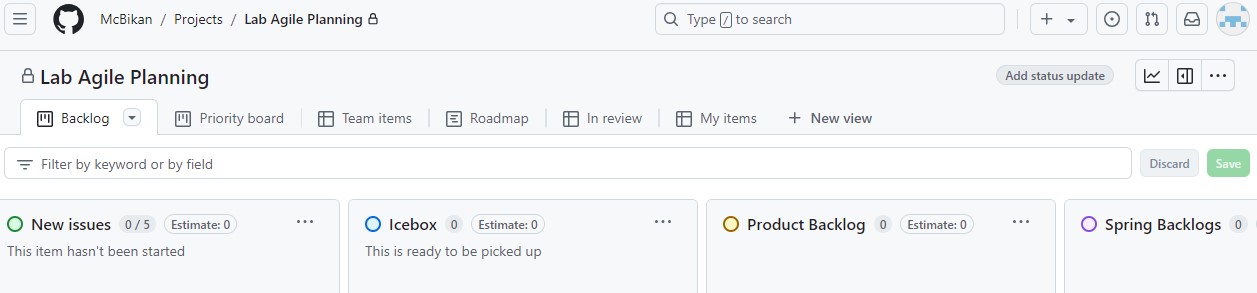 McBikan / Projects / Lab Agile Planning
Type / to search
Lab Agile Planning
Add status update
Backlog
Priority board
Team items
Roadmap
In review
My items
+ New view
Filter by keyword or by field
Discard
Save
New issues 0 / 5 Estimate: 0
This item hasn't been started
Icebox 0 Estimate: 0
This is ready to be picked up
Product Backlog 0 Estimate: 0
Spring Backlogs 0